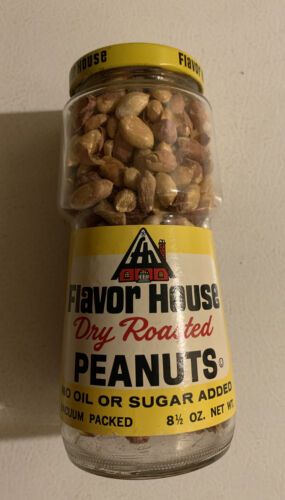 House Flavor
Flavor House
Dry Roasted
PEANUTS
NO OIL OR SUGAR ADDED
VACUUM PACKED 8½ OZ. NET WT.